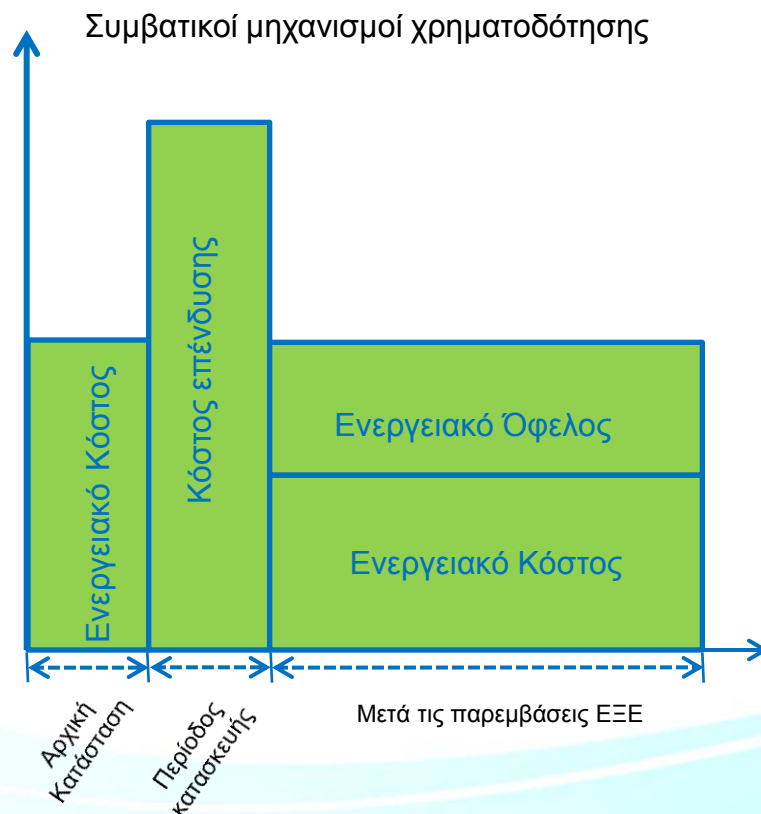 Συμβατικοί μηχανισμοί χρηματοδότησης
Ενεργειακό Κόστος
Κόστος επένδυσης
Ενεργειακό Όφελος
Ενεργειακό Κόστος
Αρχική
Κατάσταση
Περίοδος
κατασκευής
Μετά τις παρεμβάσεις ΕΞΕ